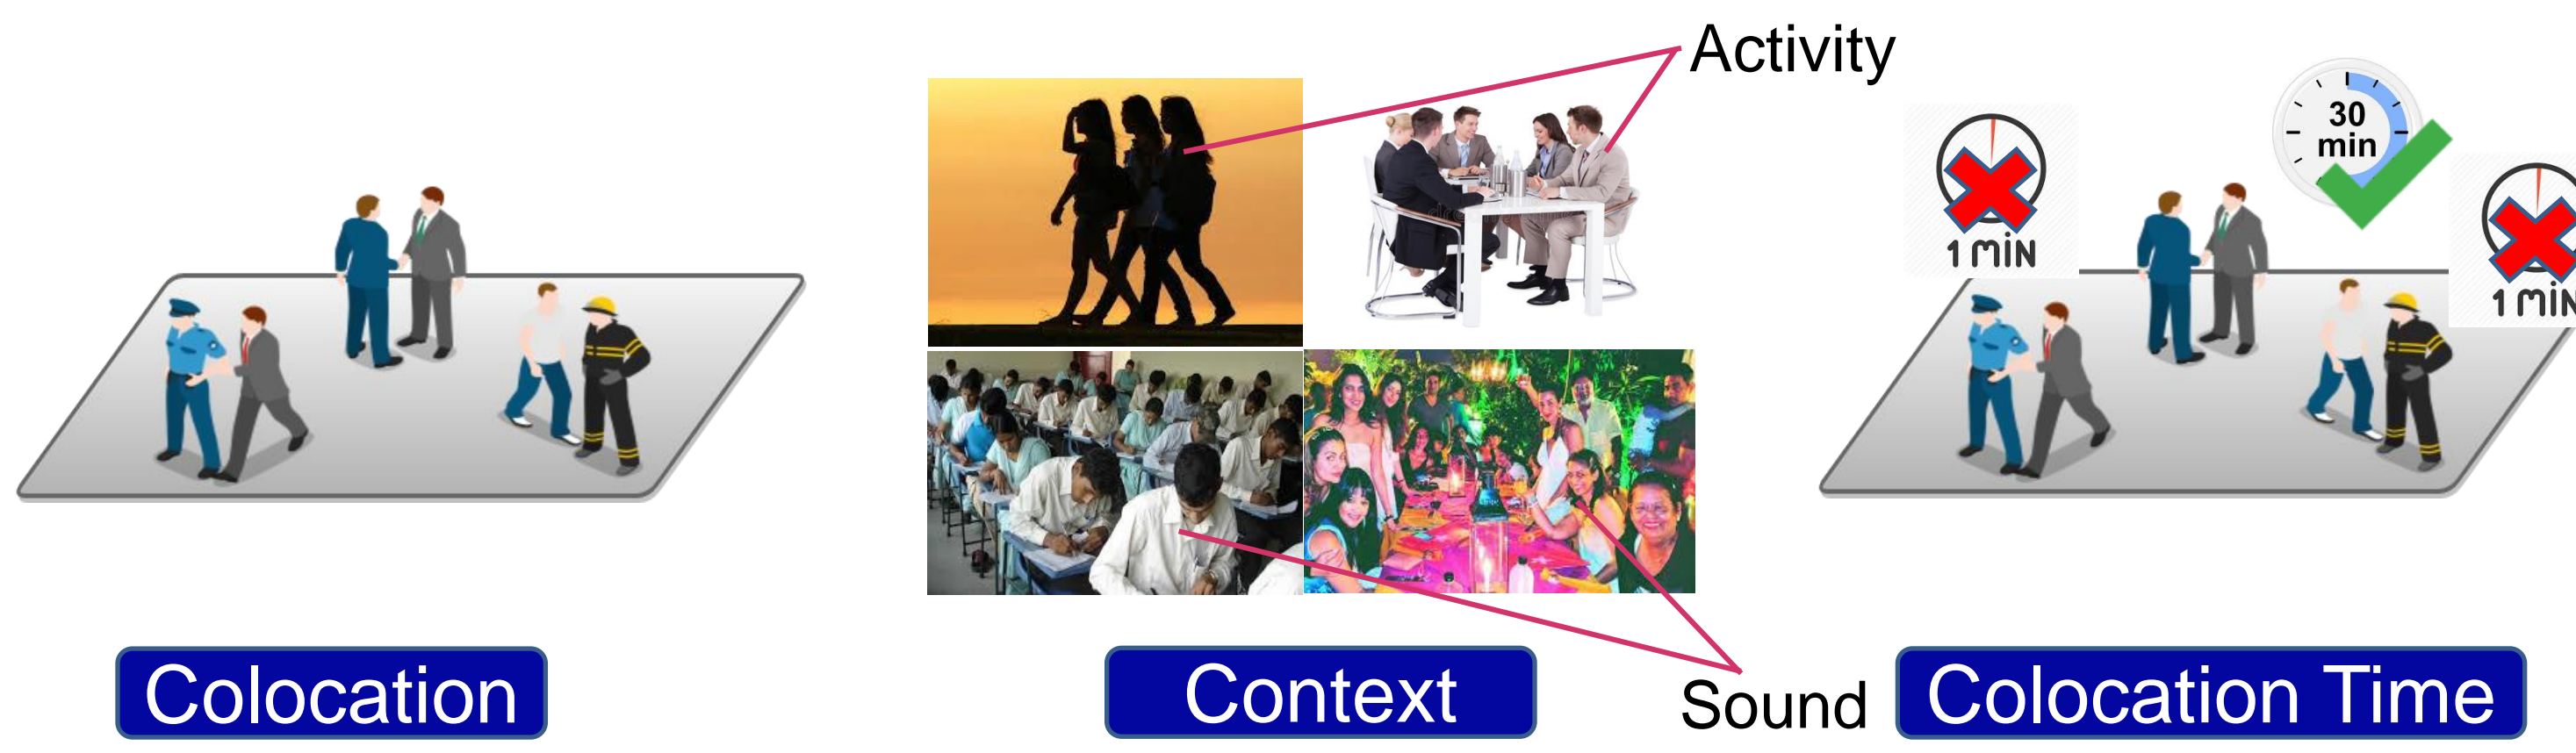 Activity
30
min
1 min
1 min
Colocation
Context
Sound
Colocation Time